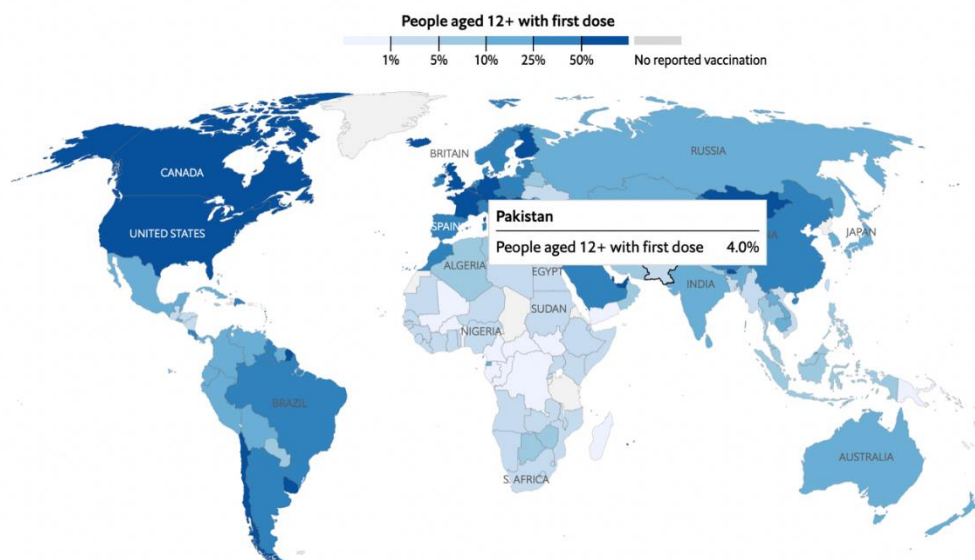 People aged 12+ with first dose
1% 5% 10% 25% 50% No reported vaccination
RUSSIA
BRITAIN
CANADA
Pakistan
SPAIN
UNITED STATES
JAPAN
People aged 12+ with first dose 4.0%
ALGERIA
EGYPT
INDIA
SUDAN
NIGERIA
BRAZIL
AUSTRALIA
S. AFRICA